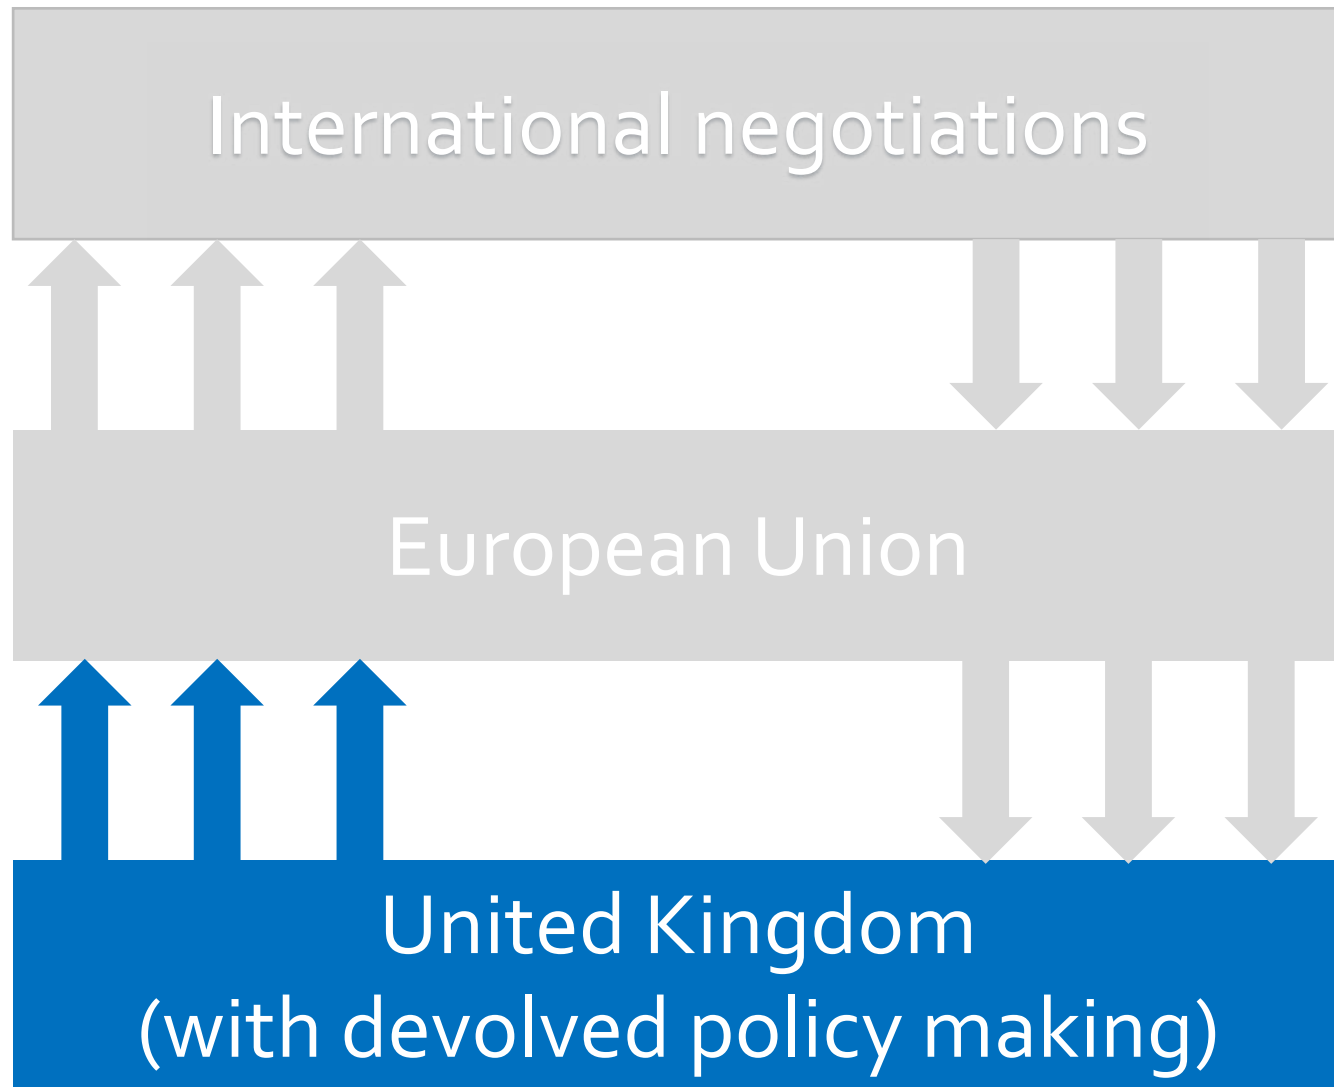 International negotiations
European Union
United Kingdom
(with devolved policy making)